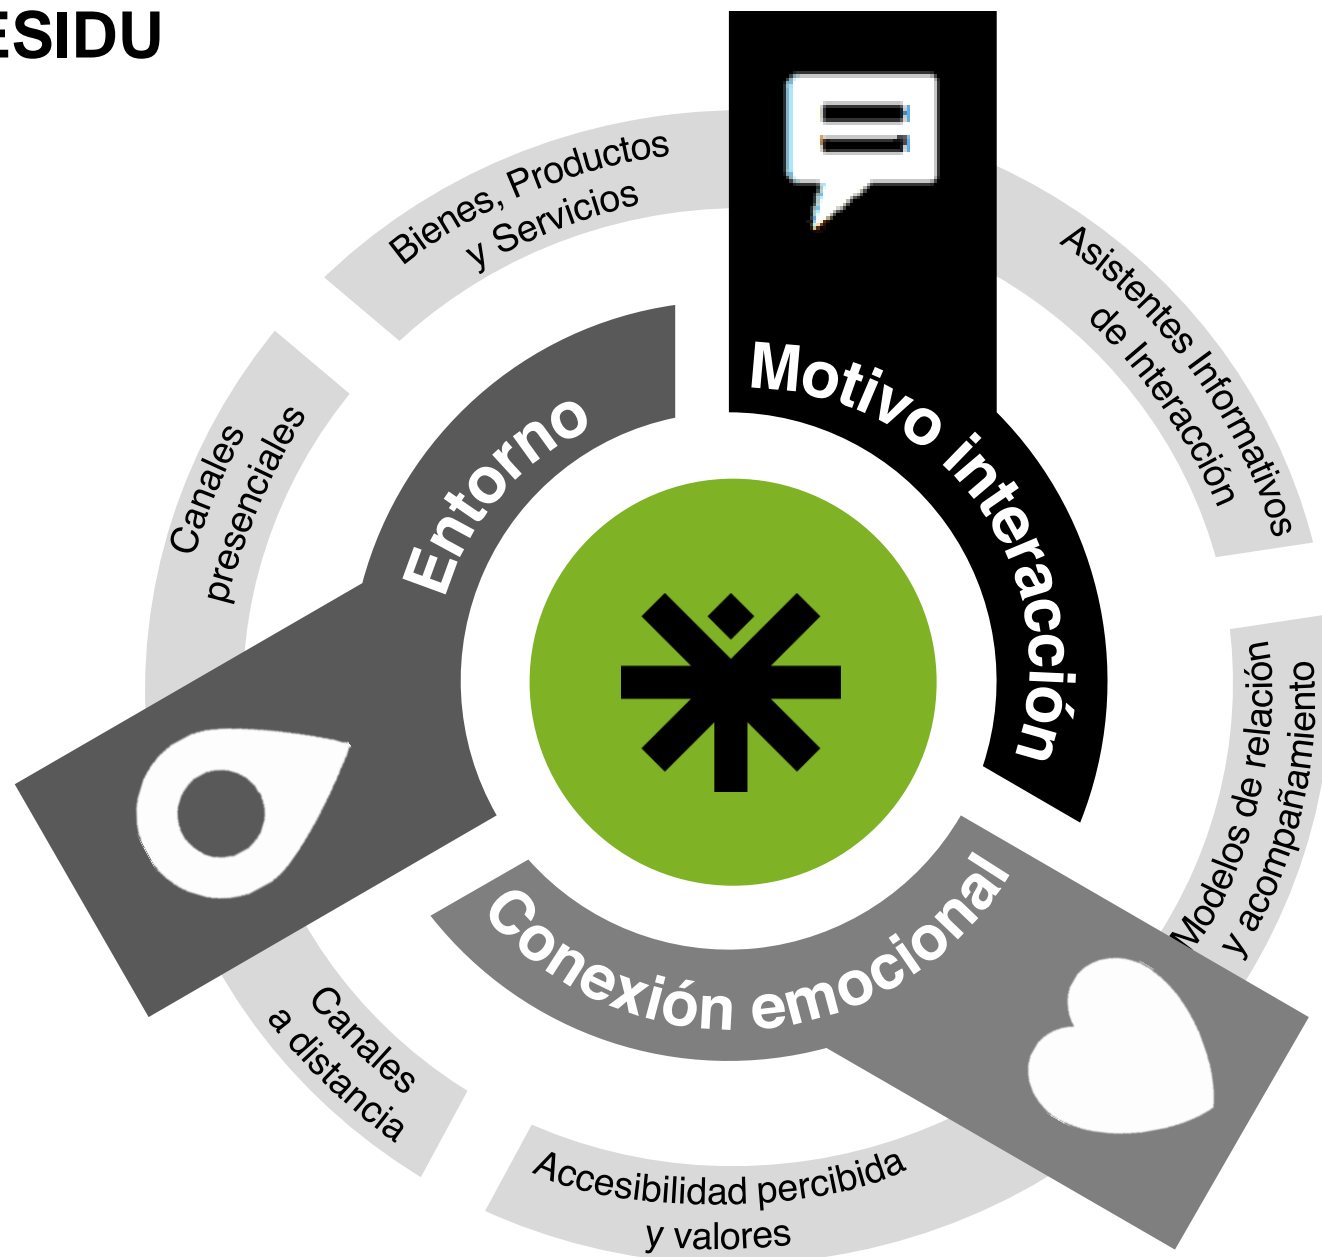 ESIDU
Bienes, Productos
y Servicios
Asistentes Informativos
de Interacción
Motivo interacción
Entorno
Canales
presenciales
Modelos de relación
y acompañamiento
Conexión emocional
Canales
a distancia
Accesibilidad percibida
y valores